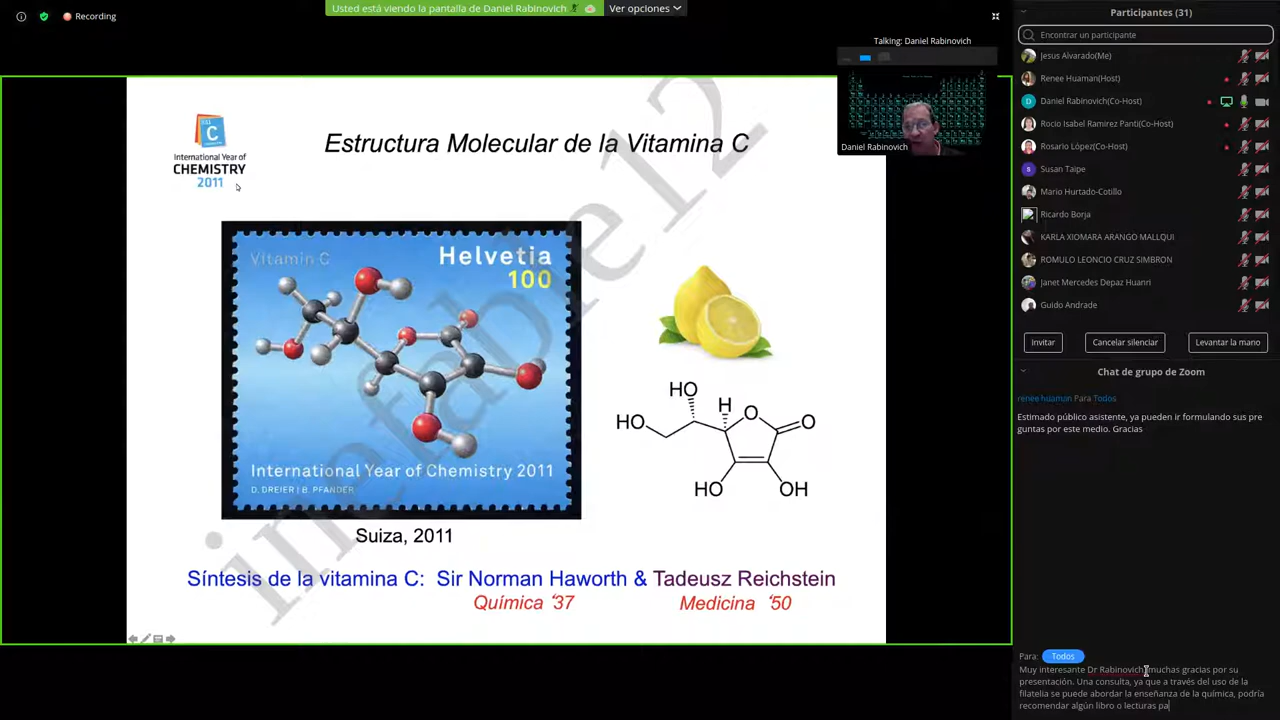 Recording
Usted está viendo la pantalla de Daniel Rabinovich
Ver opciones
Talking: Daniel Rabinovich
Daniel Rabinovich
International Year of
CHEMISTRY
2011
Estructura Molecular de la Vitamina C
Vitamin C
Helvetia
100
International Year of Chemistry 2011
D. DREIER | B. PFANDER
Suiza, 2011
HO
HO
H
O
O
HO
OH
Síntesis de la vitamina C: Sir Norman Haworth & Tadeusz Reichstein
Química ‘37
Medicina ‘50
Participantes (31)
Encontrar un participante
Jesus Alvarado(Me)
Renee Huaman(Host)
D Daniel Rabinovich(Co-Host)
Rocio Isabel Ramirez Panti(Co-Host)
Rosario López(Co-Host)
S Susan Taipe
Mario Hurtado-Cotillo
Ricardo Borja
KARLA XIOMARA ARANGO MALLQUI
ROMULO LEONCIO CRUZ SIMBRON
Janet Mercedes Depaz Huanri
Guido Andrade
Invitar
Cancelar silenciar
Levantar la mano
Chat de grupo de Zoom
renee huaman Para Todos
Estimado público asistente, ya pueden ir formulando sus pre
guntas por este medio. Gracias
Para: Todos
Muy interesante Dr Rabinovich muchas gracias por su
presentación. Una consulta, ya que a través del uso de la
filatelia se puede abordar la enseñanza de la química, podría
recomendar algún libro o lecturas pa